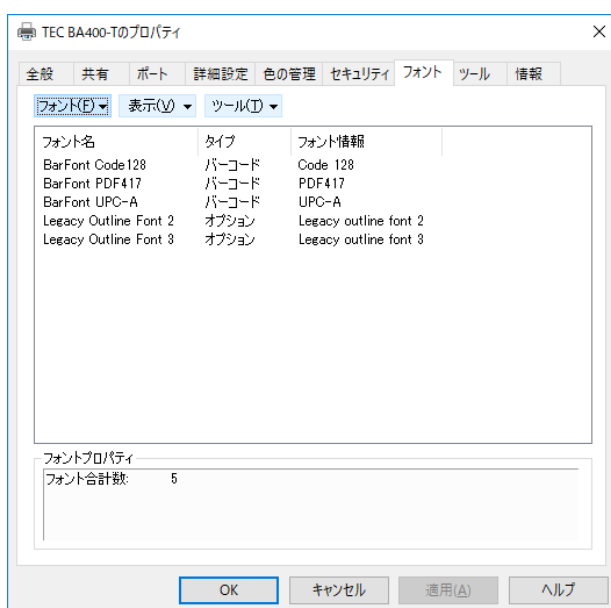 TEC BA400-Tのプロパティ
全般 共有 ポート 詳細設定 色の管理 セキュリティ フォント ツール 情報
フォント(F) 表示(V) ツール(T)
フォント名 タイプ フォント情報
BarFont Code128 バーコード Code 128
BarFont PDF417 バーコード PDF417
BarFont UPC-A バーコード UPC-A
Legacy Outline Font 2 オプション Legacy outline font 2
Legacy Outline Font 3 オプション Legacy outline font 3
フォントプロパティ
フォント合計数: 5
OK キャンセル 適用(A) ヘルプ